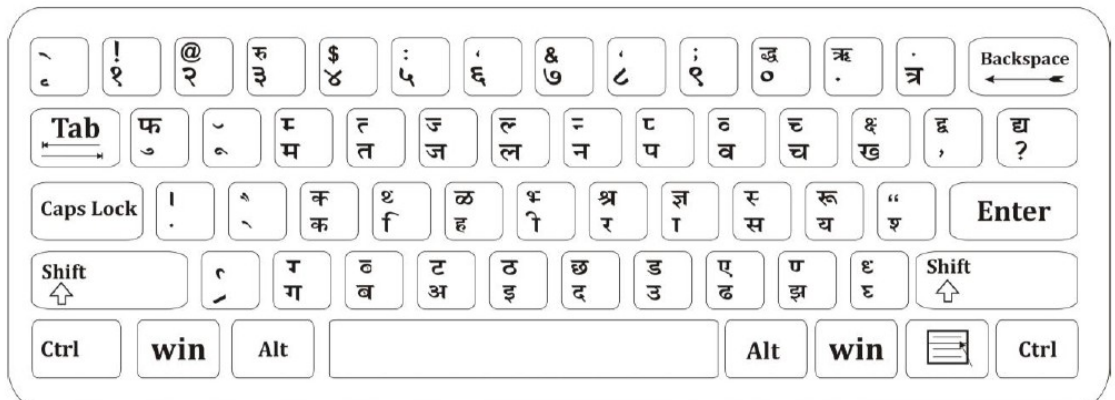 ! @ रु $ : ‘ & ‘ ; द्ध ऋ . Backspace
१ २ ३ ४ ५ ६ ७ ८ ९ ० . त्र
Tab फ म् त् ज् ल् न् प् व् च् क्ष् द्व द्य
ु ू म त ज ल न प व च ख , ?
Caps Lock । क् ळ भ् श्र ज्ञ स् रू “ Enter
. क ि ह ी र ा स य श्
Shift ग् ब् ट ठ छ ड ए ण् Shift
ग ब अ इ द उ ढ झ
Ctrl win Alt Alt win Ctrl